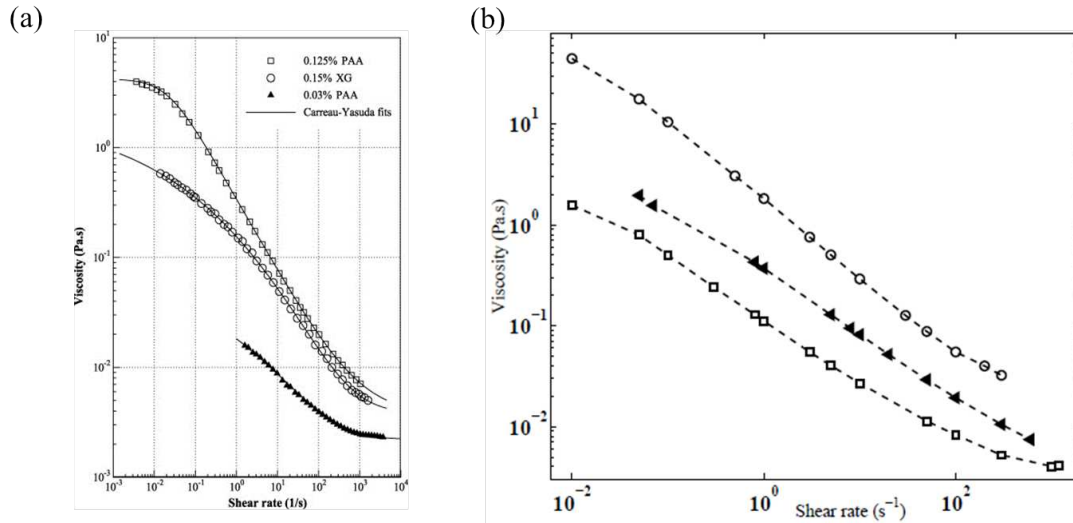 (a)
10¹
10⁰
10⁻¹
10⁻²
10⁻³
Viscosity (Pa.s)
0.125% PAA
0.15% XG
0.03% PAA
Carreau-Yasuda fits
10⁻³ 10⁻² 10⁻¹ 10⁰ 10¹ 10² 10³ 10⁴
Shear rate (1/s)
(b)
10¹
10⁰
10⁻¹
10⁻²
Viscosity (Pa.s)
10⁻² 10⁰ 10²
Shear rate (s⁻¹)